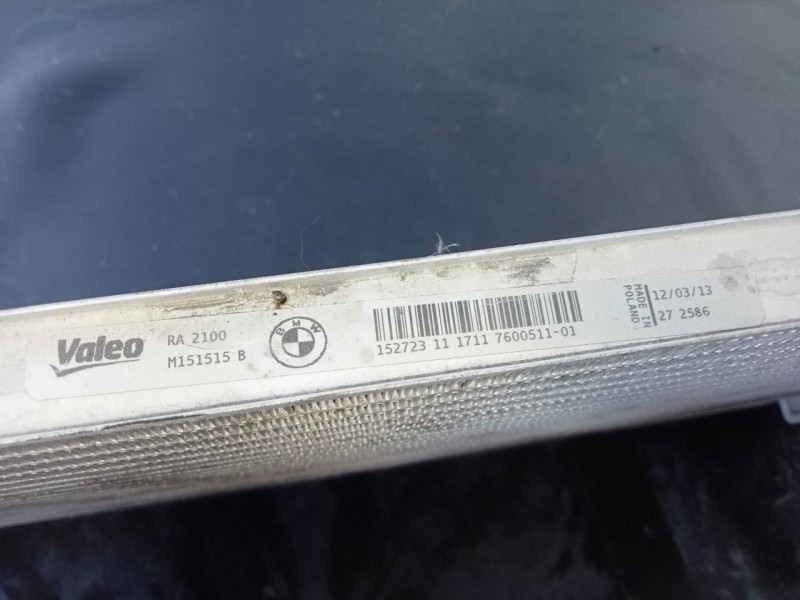 Valeo
RA 2100
M151515 B
BMW
152723 11 1711 7600511-01
MADE IN
POLAND
12/03/13
27 2586